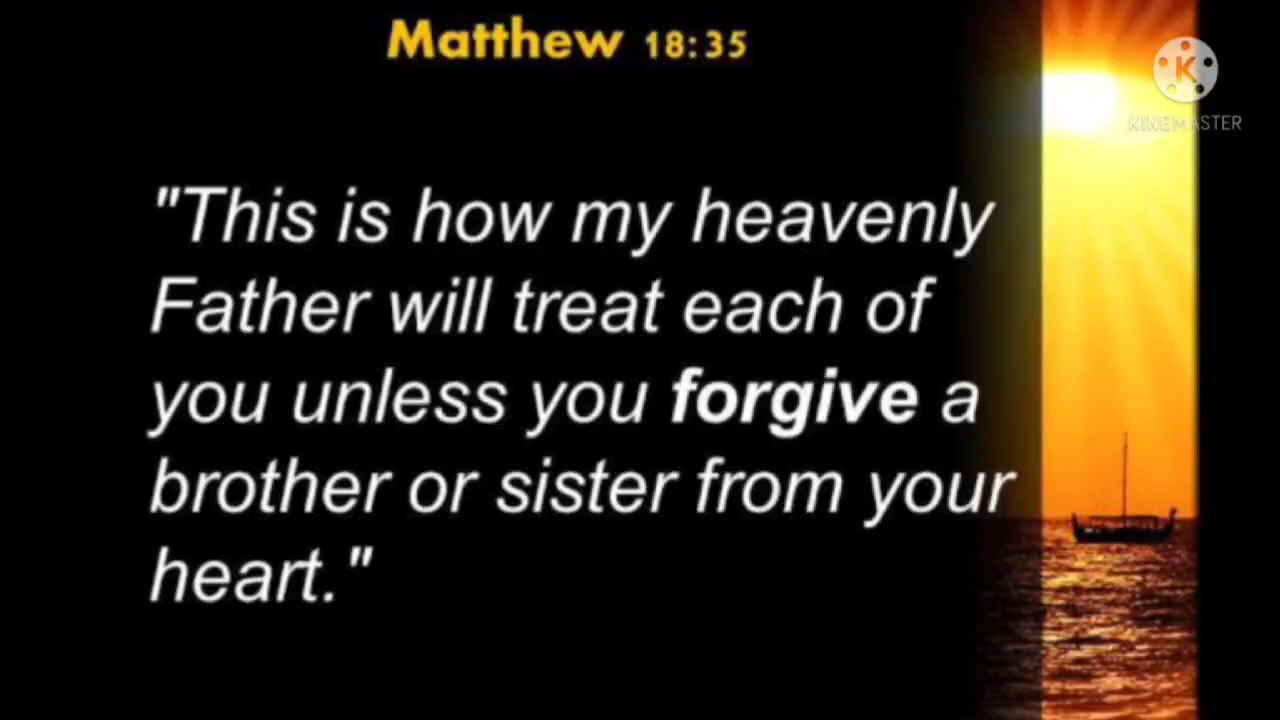 Matthew 18:35
K
KINEMASTER
"This is how my heavenly
Father will treat each of
you unless you forgive a
brother or sister from your
heart."